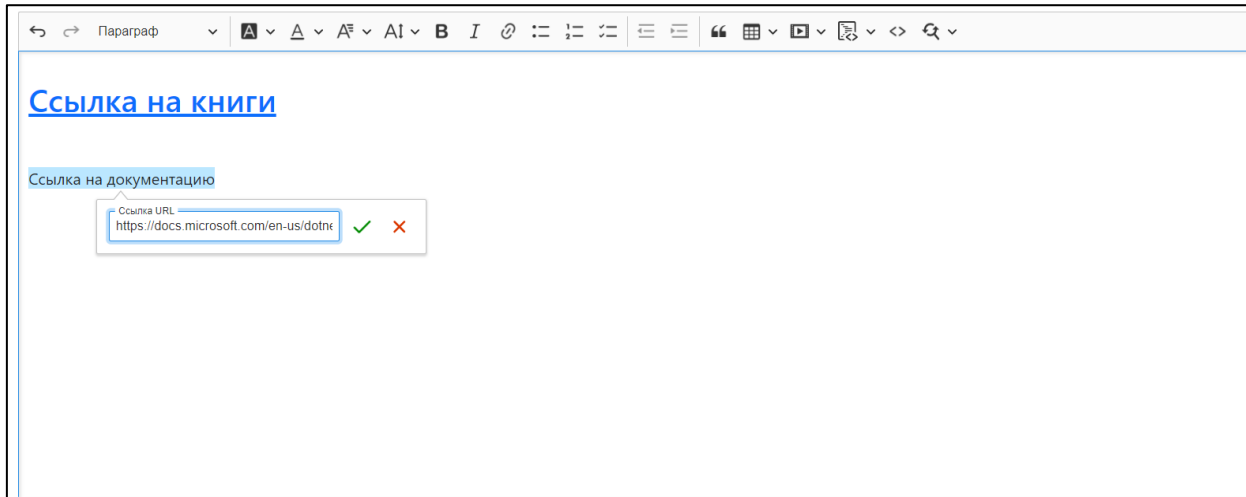 Параграф
Ссылка на книги
Ссылка на документацию
Ссылка URL
https://docs.microsoft.com/en-us/dotne